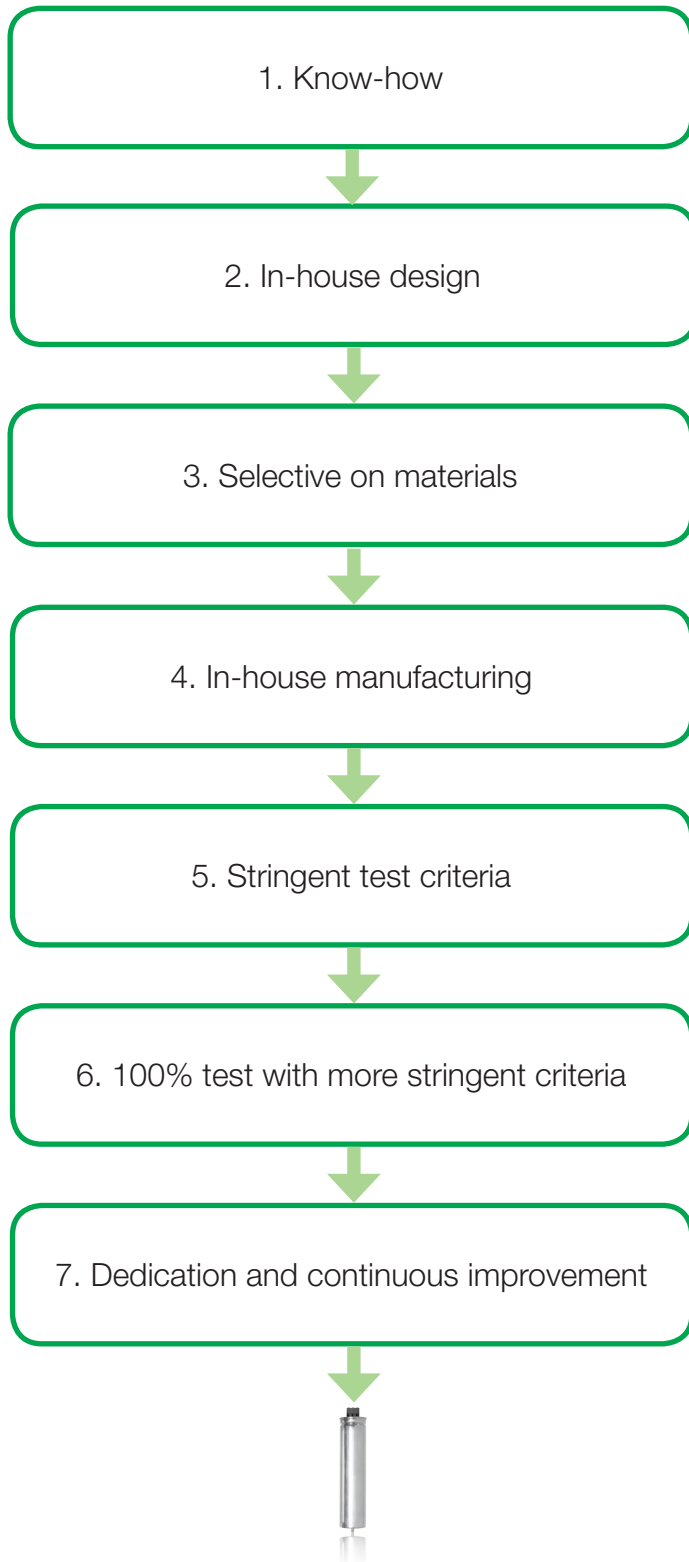 1. Know-how
2. In-house design
3. Selective on materials
4. In-house manufacturing
5. Stringent test criteria
6. 100% test with more stringent criteria
7. Dedication and continuous improvement